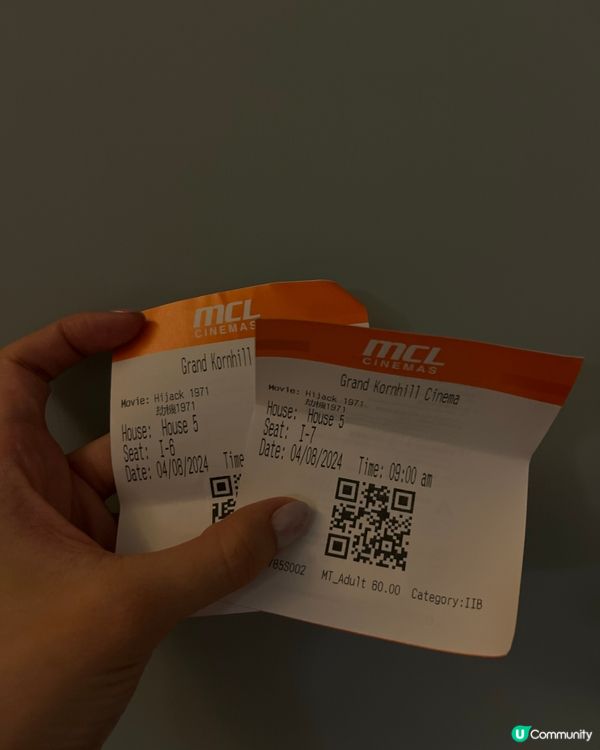 MCL
CINEMAS
Grand Kornhill
Movie: Hijack 1971
劫機1971
House: House 5
Seat: I-6
Date: 04/08/2024 Time
MCL
CINEMAS
Grand Kornhill Cinema
Movie: Hijack 1971
劫機1971
House: House 5
Seat: I-7
Date: 04/08/2024 Time: 09:00 am
785S002 MT_Adult 60.00 Category:IIB
U Community